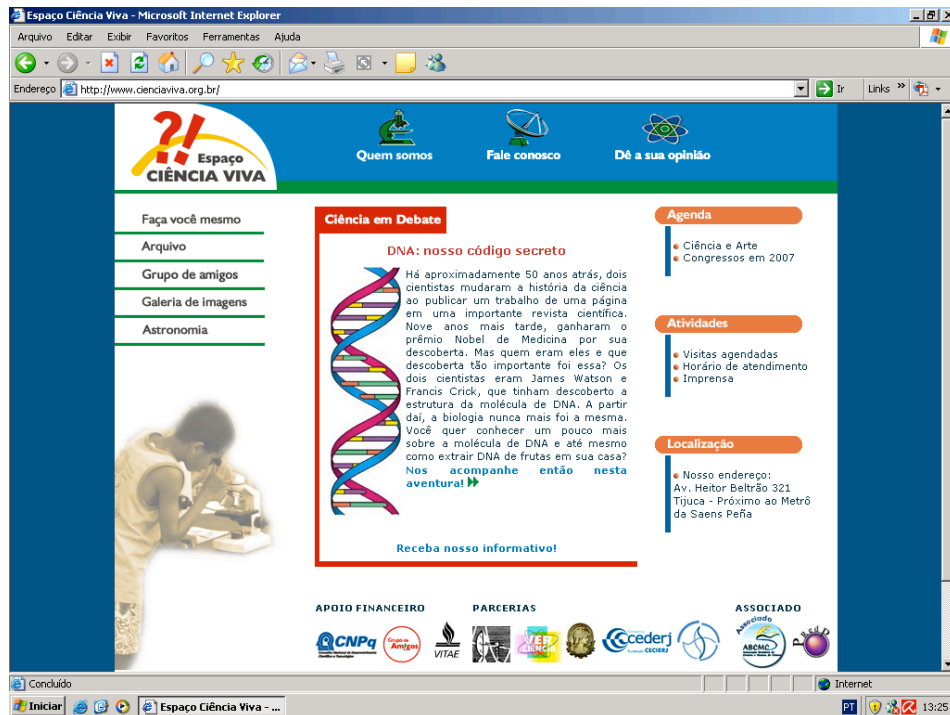 Espaço Ciência Viva - Microsoft Internet Explorer
Arquivo Editar Exibir Favoritos Ferramentas Ajuda
Endereço http://www.cienciaviva.org.br/ Ir Links »
?! Espaço
CIÊNCIA VIVA
Quem somos Fale conosco Dê a sua opinião
Faça você mesmo
Arquivo
Grupo de amigos
Galeria de imagens
Astronomia
Ciência em Debate
DNA: nosso código secreto
Há aproximadamente 50 anos atrás, dois
cientistas mudaram a história da ciência
ao publicar um trabalho de uma página
em uma importante revista científica.
Nove anos mais tarde, ganharam o
prêmio Nobel de Medicina por sua
descoberta. Mas quem eram eles e que
descoberta tão importante foi essa? Os
dois cientistas eram James Watson e
Francis Crick, que tinham descoberto a
estrutura da molécula de DNA. A partir
daí, a biologia nunca mais foi a mesma.
Você quer conhecer um pouco mais
sobre a molécula de DNA e até mesmo
como extrair DNA de frutas em sua casa?
Nos acompanhe então nesta
aventura!
Receba nosso informativo!
Agenda
Ciência e Arte
Congressos em 2007
Atividades
Visitas agendadas
Horário de atendimento
Imprensa
Localização
Nosso endereço:
Av. Heitor Beltrão 321
Tijuca - Próximo ao Metrô
da Saens Peña
APOIO FINANCEIRO PARCERIAS ASSOCIADO
CNPq
Grupo de
Amigos
VITAE
VER
CIÊNCIA
cederj
CECIERJ
Associado
ABCMC
Concluído Internet
Iniciar Espaço Ciência Viva - ... PT 13:25